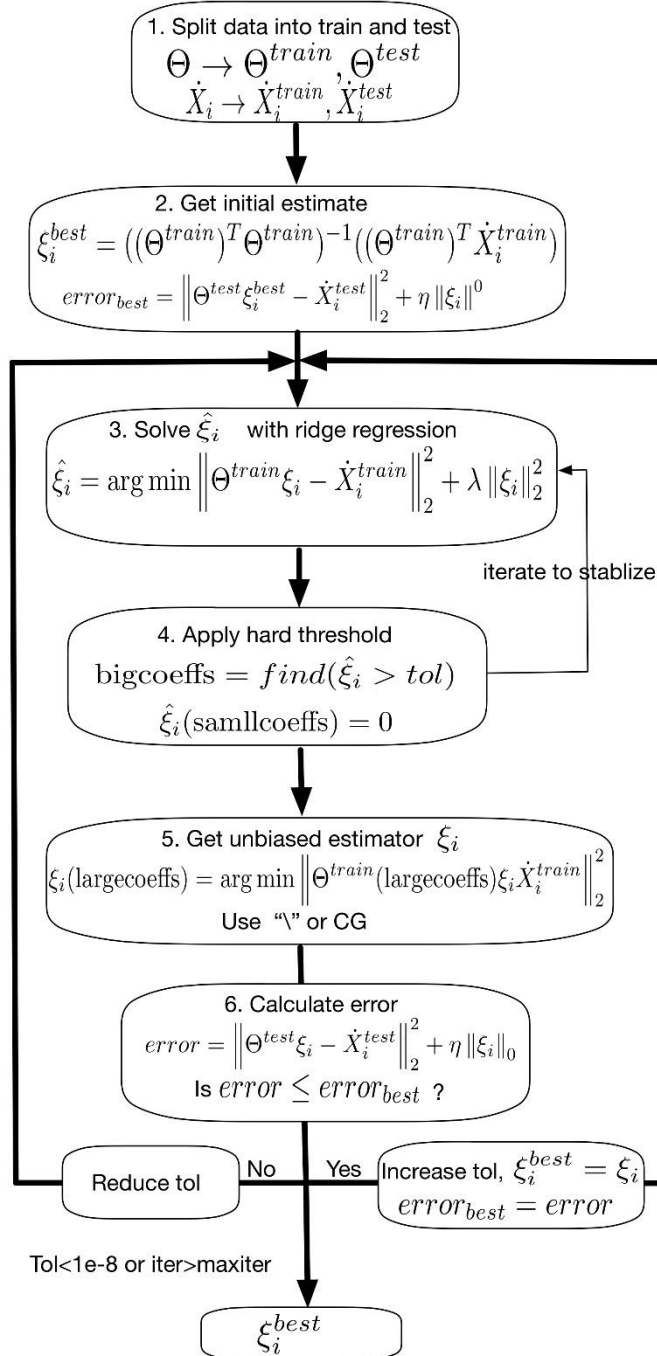 1. Split data into train and test
Θ → Θ^{train}, Θ^{test}
Ẋ_i → Ẋ_i^{train}, Ẋ_i^{test}
2. Get initial estimate
ξ_i^{best} = ((Θ^{train})^T Θ^{train})^{-1}((Θ^{train})^T Ẋ_i^{train})
error_{best} = ‖Θ^{test} ξ_i^{best} − Ẋ_i^{test}‖_2^2 + η ‖ξ_i‖^0
3. Solve ξ̂_i with ridge regression
ξ̂_i = arg min ‖Θ^{train} ξ_i − Ẋ_i^{train}‖_2^2 + λ ‖ξ_i‖_2^2
iterate to stablize
4. Apply hard threshold
bigcoeffs = find(ξ̂_i > tol)
ξ̂_i(samllcoeffs) = 0
5. Get unbiased estimator ξ_i
ξ_i(largecoeffs) = arg min ‖Θ^{train}(largecoeffs)ξ_i Ẋ_i^{train}‖_2^2
Use “\” or CG
6. Calculate error
error = ‖Θ^{test} ξ_i − Ẋ_i^{test}‖_2^2 + η ‖ξ_i‖_0
Is error ≤ error_{best} ?
Reduce tol
No
Yes
Increase tol, ξ_i^{best} = ξ_i
error_{best} = error
Tol<1e-8 or iter>maxiter
ξ_i^{best}